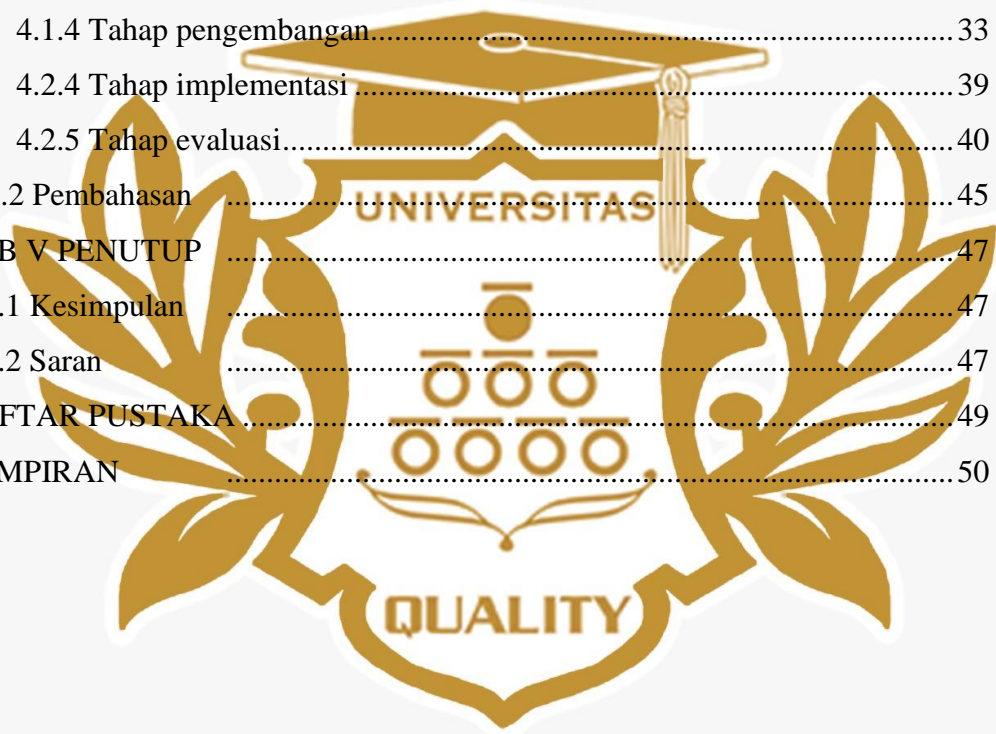 4.1.4 Tahap pengembangan........................................................................33
4.2.4 Tahap implementasi ........................................................................39
4.2.5 Tahap evaluasi........................................................................40
.2 Pembahasan ........................................................................45
UNIVERSITAS
B V PENUTUP ........................................................................47
.1 Kesimpulan ........................................................................47
.2 Saran ........................................................................47
FTAR PUSTAKA ........................................................................49
MPIRAN ........................................................................50
QUALITY